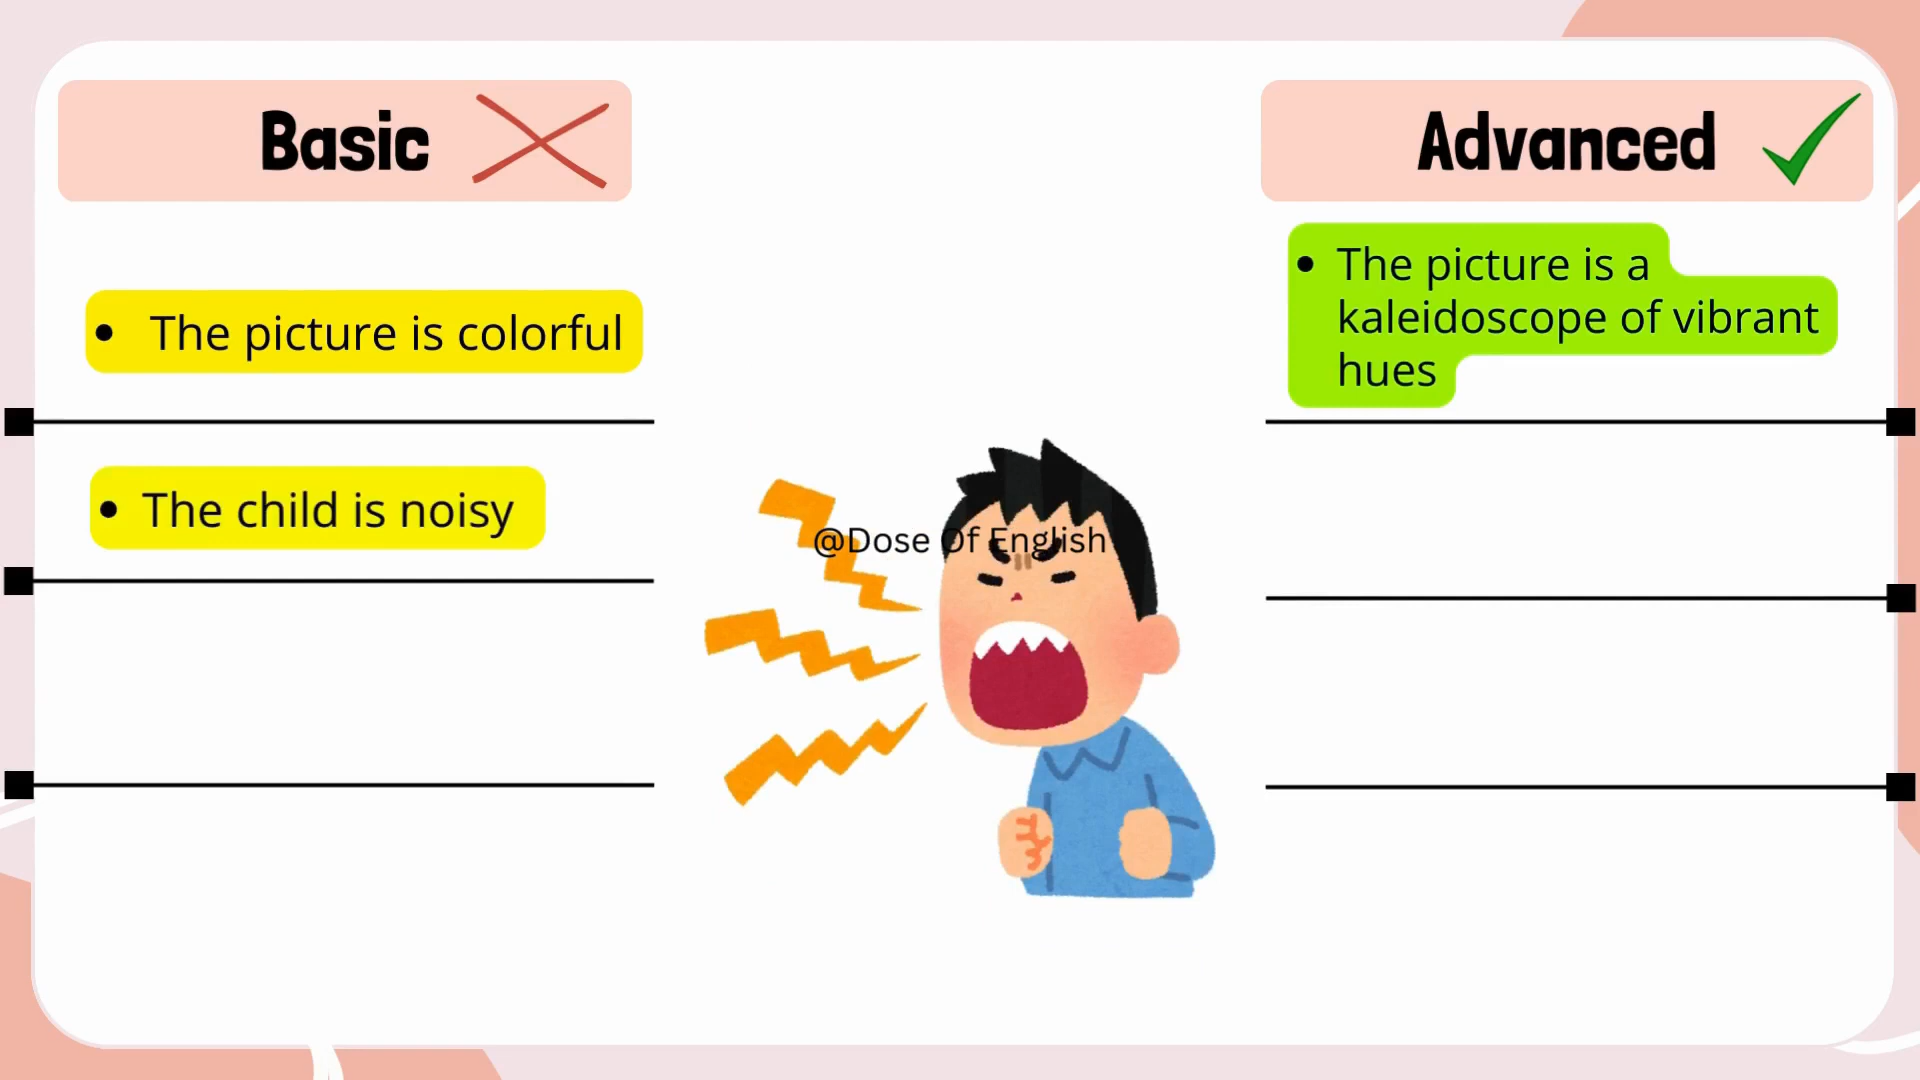 Basic
Advanced
• The picture is a
kaleidoscope of vibrant
hues
• The picture is colorful
• The child is noisy
@Dose Of English